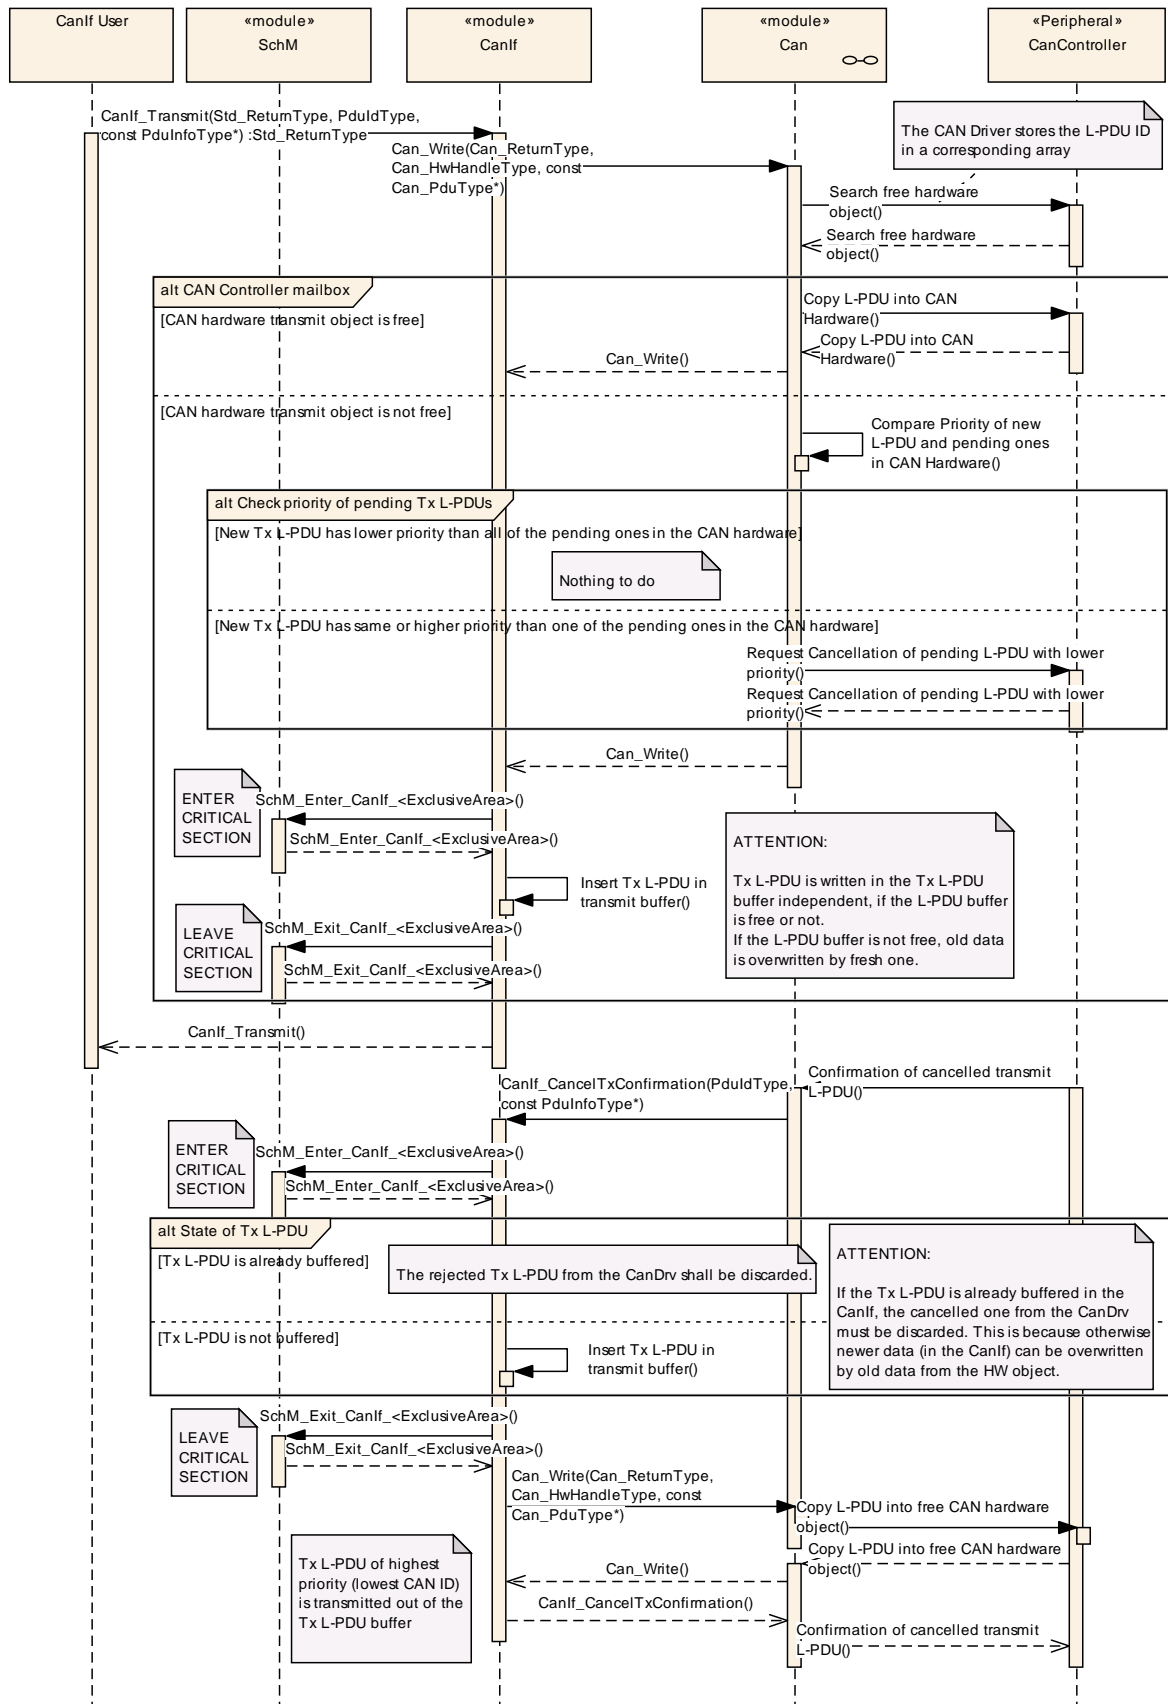 CanIf User
«module»
SchM
«module»
CanIf
«module»
Can
«Peripheral»
CanController
CanIf_Transmit(Std_ReturnType, PduIdType,
const PduInfoType*) :Std_ReturnType
The CAN Driver stores the L-PDU ID
in a corresponding array
Can_Write(Can_ReturnType,
Can_HwHandleType, const
Can_PduType*)
Search free hardware
object()
Search free hardware
object()
alt CAN Controller mailbox
[CAN hardware transmit object is free]
Copy L-PDU into CAN
Hardware()
Copy L-PDU into CAN
Hardware()
Can_Write()
[CAN hardware transmit object is not free]
Compare Priority of new
L-PDU and pending ones
in CAN Hardware()
alt Check priority of pending Tx L-PDUs
[New Tx L-PDU has lower priority than all of the pending ones in the CAN hardware]
Nothing to do
[New Tx L-PDU has same or higher priority than one of the pending ones in the CAN hardware]
Request Cancellation of pending L-PDU with lower
priority()
Request Cancellation of pending L-PDU with lower
priority()
Can_Write()
ENTER
CRITICAL
SECTION
SchM_Enter_CanIf_<ExclusiveArea>()
SchM_Enter_CanIf_<ExclusiveArea>()
ATTENTION:
Tx L-PDU is written in the Tx L-PDU
buffer independent, if the L-PDU buffer
is free or not.
If the L-PDU buffer is not free, old data
is overwritten by fresh one.
Insert Tx L-PDU in
transmit buffer()
LEAVE
CRITICAL
SECTION
SchM_Exit_CanIf_<ExclusiveArea>()
SchM_Exit_CanIf_<ExclusiveArea>()
CanIf_Transmit()
Confirmation of cancelled transmit
L-PDU()
CanIf_CancelTxConfirmation(PduIdType,
const PduInfoType*)
ENTER
CRITICAL
SECTION
SchM_Enter_CanIf_<ExclusiveArea>()
SchM_Enter_CanIf_<ExclusiveArea>()
alt State of Tx L-PDU
[Tx L-PDU is already buffered]
The rejected Tx L-PDU from the CanDrv shall be discarded.
ATTENTION:
If the Tx L-PDU is already buffered in the
CanIf, the cancelled one from the CanDrv
must be discarded. This is because otherwise
newer data (in the CanIf) can be overwritten
by old data from the HW object.
[Tx L-PDU is not buffered]
Insert Tx L-PDU in
transmit buffer()
LEAVE
CRITICAL
SECTION
SchM_Exit_CanIf_<ExclusiveArea>()
SchM_Exit_CanIf_<ExclusiveArea>()
Can_Write(Can_ReturnType,
Can_HwHandleType, const
Can_PduType*)
Copy L-PDU into free CAN hardware
object()
Copy L-PDU into free CAN hardware
object()
Tx L-PDU of highest
priority (lowest CAN ID)
is transmitted out of the
Tx L-PDU buffer
Can_Write()
CanIf_CancelTxConfirmation()
Confirmation of cancelled transmit
L-PDU()